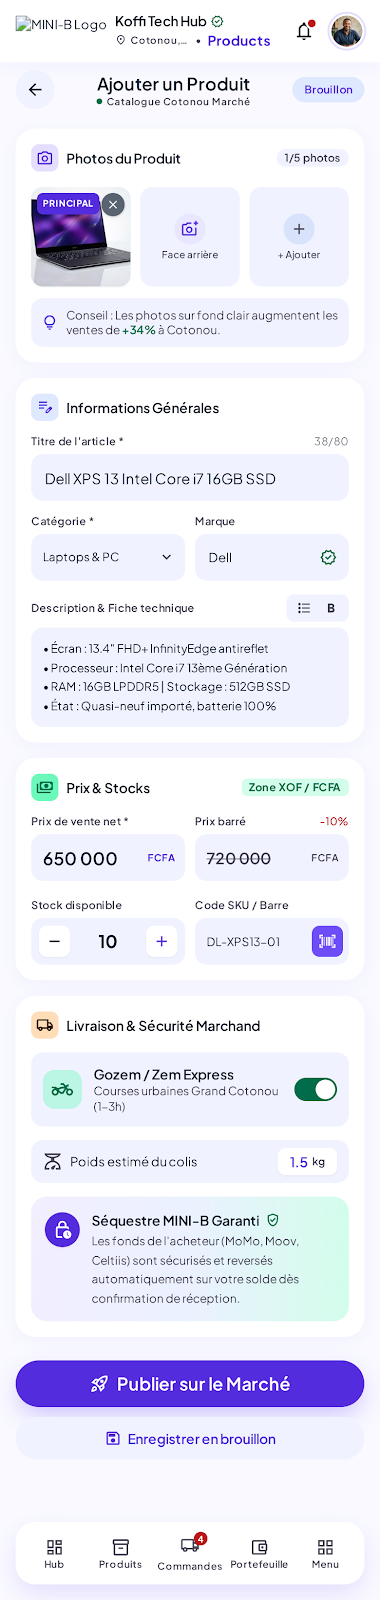 MINI-B Logo
Koffi Tech Hub
Cotonou,... • Products
Ajouter un Produit
Catalogue Cotonou Marché
Brouillon
Photos du Produit
1/5 photos
PRINCIPAL
Face arrière
+ Ajouter
Conseil : Les photos sur fond clair augmentent les
ventes de +34% à Cotonou.
Informations Générales
Titre de l'article *
38/80
Dell XPS 13 Intel Core i7 16GB SSD
Catégorie *
Marque
Laptops & PC
Dell
Description & Fiche technique
B
• Écran : 13.4" FHD+ InfinityEdge antireflet
• Processeur : Intel Core i7 13ème Génération
• RAM : 16GB LPDDR5 | Stockage : 512GB SSD
• État : Quasi-neuf importé, batterie 100%
Prix & Stocks
Zone XOF / FCFA
Prix de vente net *
Prix barré
-10%
650 000 FCFA
720 000 FCFA
Stock disponible
Code SKU / Barre
− 10 +
DL-XPS13-01
Livraison & Sécurité Marchand
Gozem / Zem Express
Courses urbaines Grand Cotonou
(1-3h)
Poids estimé du colis
1.5 kg
Séquestre MINI-B Garanti
Les fonds de l'acheteur (MoMo, Moov,
Celtiis) sont sécurisés et reversés
automatiquement sur votre solde dès
confirmation de réception.
Publier sur le Marché
Enregistrer en brouillon
4
Hub
Produits
Commandes
Portefeuille
Menu